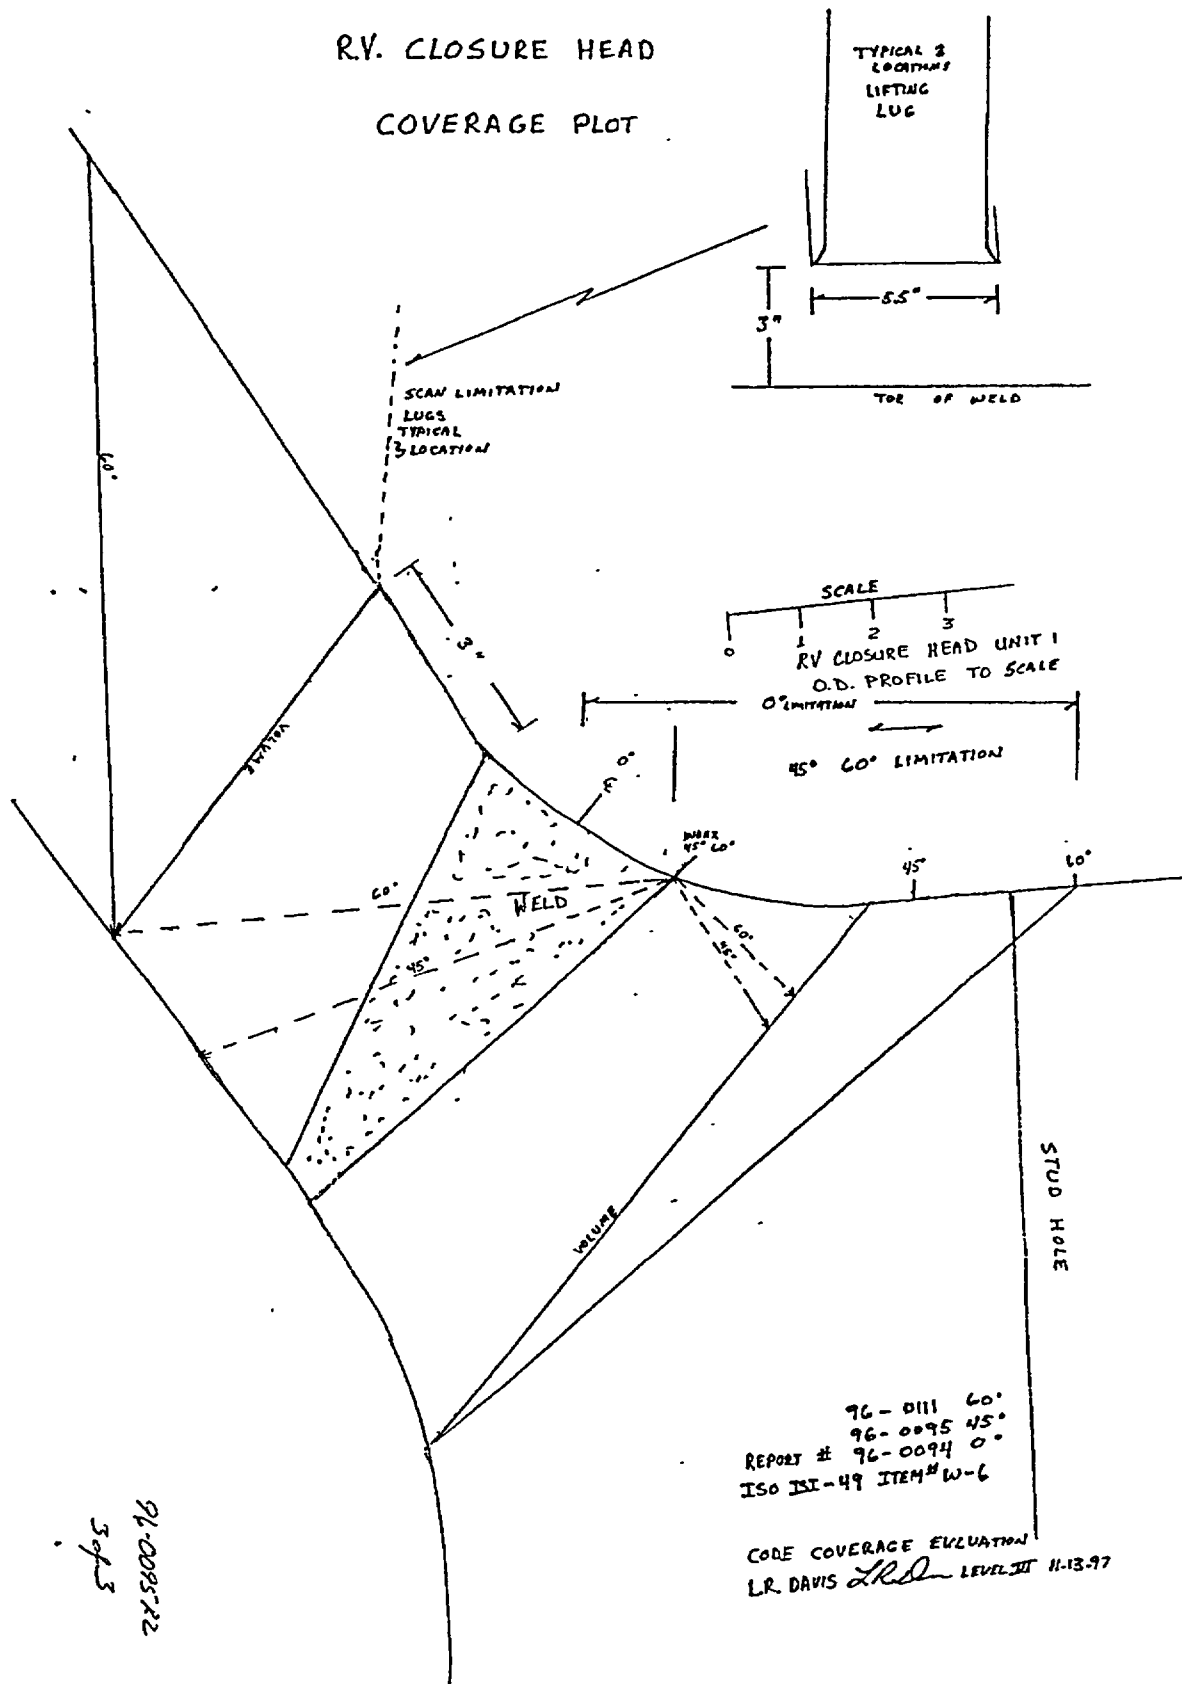 R.V. CLOSURE HEAD
COVERAGE PLOT
TYPICAL 3
LOCATIONS
LIFTING
LUG
5.5"
3"
TOE OF WELD
SCAN LIMITATION
LUGS
TYPICAL
3 LOCATION
60°
3"
VOLUME
SCALE
0 1 2 3
RV CLOSURE HEAD UNIT 1
O.D. PROFILE TO SCALE
0° LIMITATION
45° 60° LIMITATION
0°
MAX
45° 60°
45°
60°
60°
WELD
45°
60°
45°
VOLUME
STUD HOLE
96-0111 60°
96-0095 45°
REPORT # 96-0094 0°
ISO ISI-49 ITEM# W-6
CODE COVERAGE EVLUATION
L.R. DAVIS LEVEL III 11-13-97
96-0095R2
3 of 3